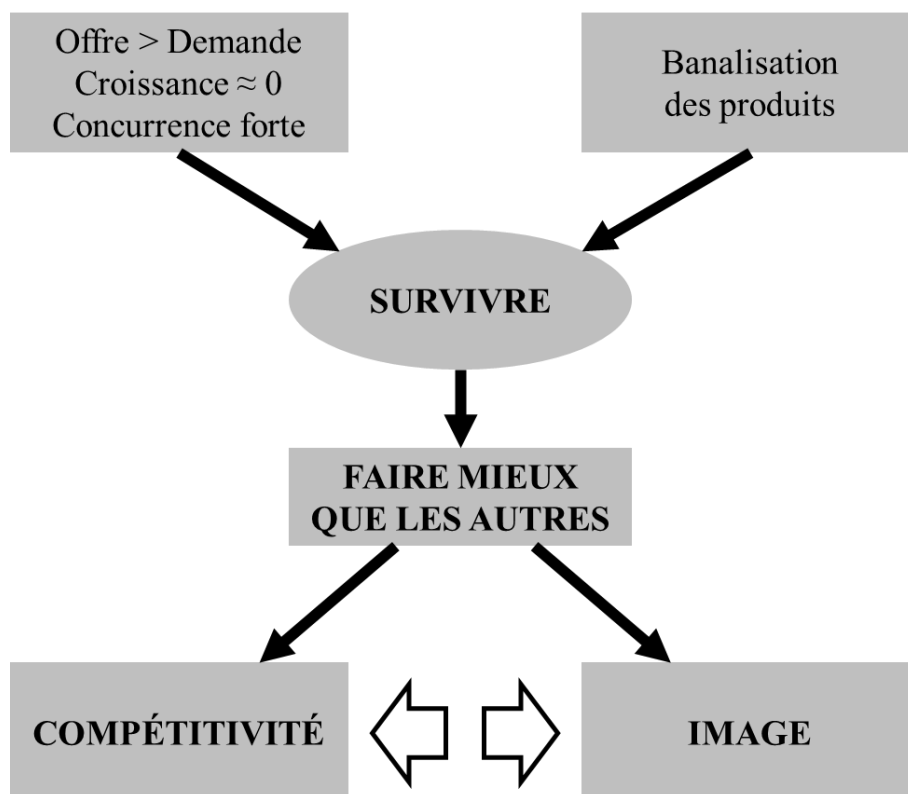 Offre > Demande
Croissance ≈ 0
Concurrence forte
Banalisation
des produits
SURVIVRE
FAIRE MIEUX
QUE LES AUTRES
COMPÉTITIVITÉ
IMAGE